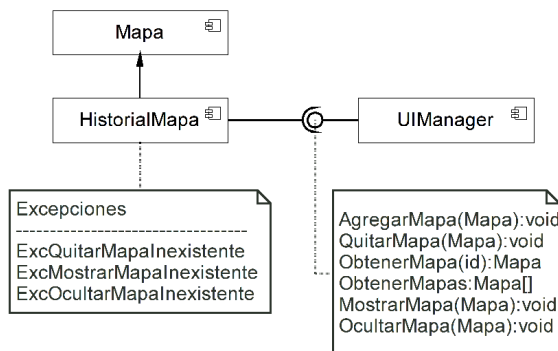 Mapa
HistorialMapa
UIManager
Excepciones
--------------------------------
ExcQuitarMapaInexistente
ExcMostrarMapaInexistente
ExcOcultarMapaInexistente
AgregarMapa(Mapa):void
QuitarMapa(Mapa):void
ObtenerMapa(id):Mapa
ObtenerMapas:Mapa[]
MostrarMapa(Mapa):void
OcultarMapa(Mapa):void